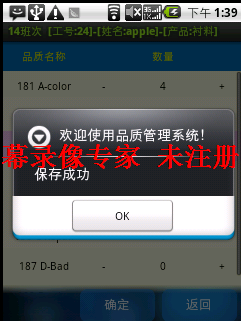 下午 1:39
14班次 [工号:24]-[姓名:apple]-[产品:衬料]
品质名称 数量
181 A-color - 4 +
欢迎使用品质管理系统!
幕录像专家 未注册
保存成功
OK
187 D-Bad - 0 +
确定 返回